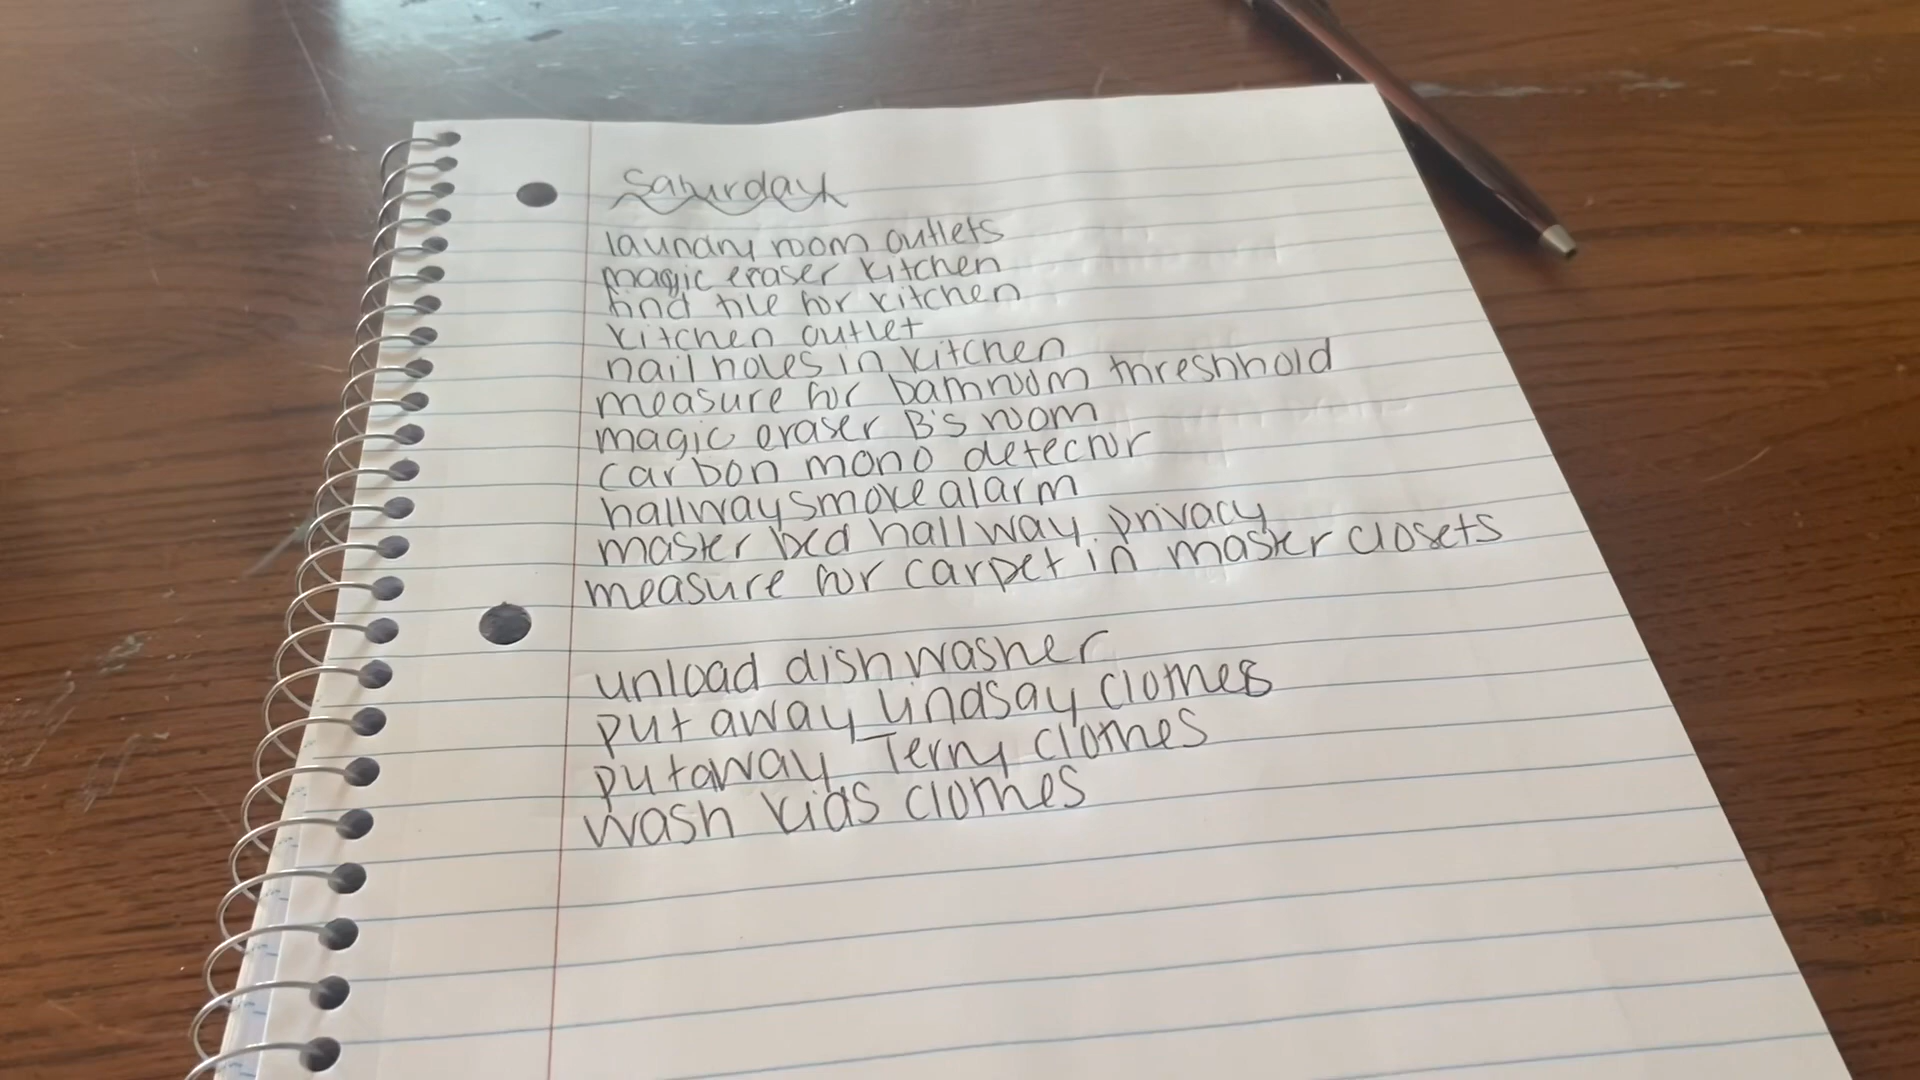 Saturday
laundry room outlets
magic eraser kitchen
find tile for kitchen
kitchen outlet
nail holes in kitchen
measure for bathroom threshhold
magic eraser B's room
carbon mono detector
hallway smoke alarm
master bed hallway privacy
measure for carpet in master closets
unload dishwasher
put away Lindsay clothes
put away Terry clothes
wash kids clothes